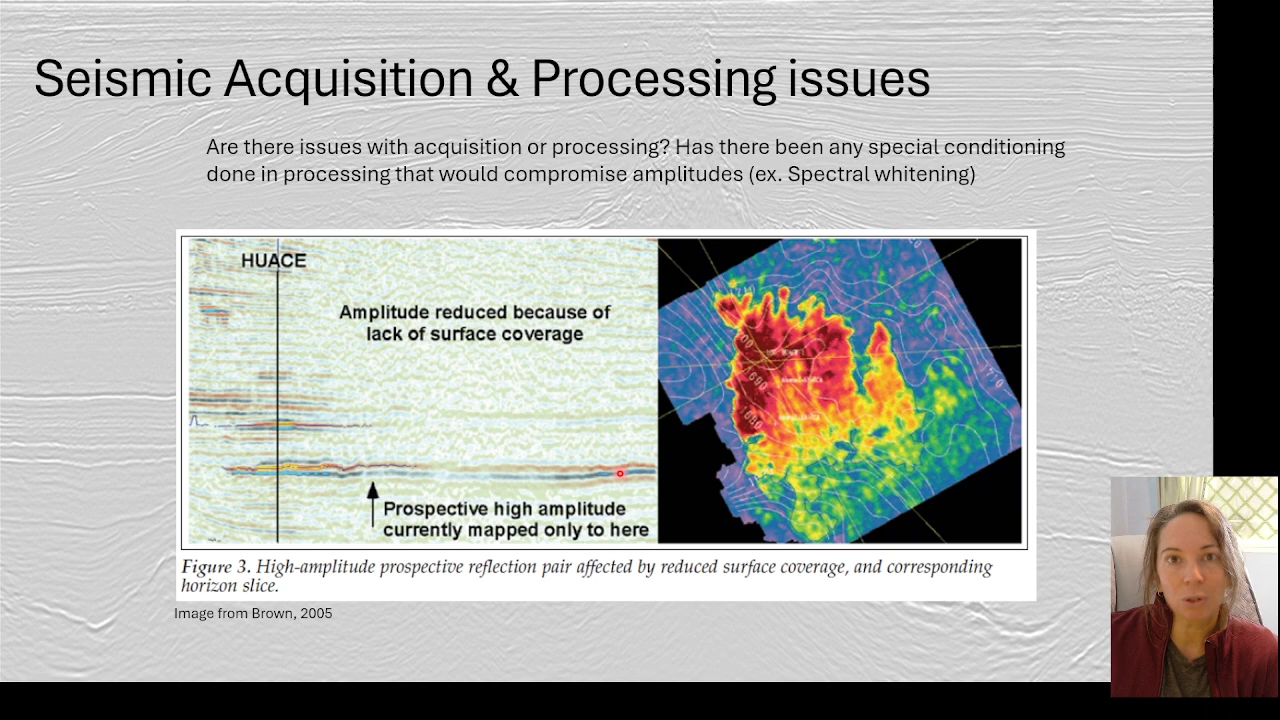 Seismic Acquisition & Processing issues
Are there issues with acquisition or processing? Has there been any special conditioning
done in processing that would compromise amplitudes (ex. Spectral whitening)
HUACE
Amplitude reduced because of
lack of surface coverage
Prospective high amplitude
currently mapped only to here
1690
1680
Figure 3. High-amplitude prospective reflection pair affected by reduced surface coverage, and corresponding
horizon slice.
Image from Brown, 2005